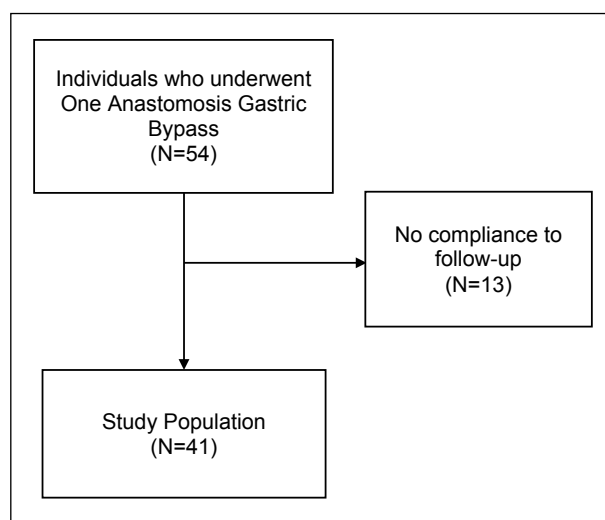 Individuals who underwent
One Anastomosis Gastric
Bypass
(N=54)
No compliance to
follow-up
(N=13)
Study Population
(N=41)